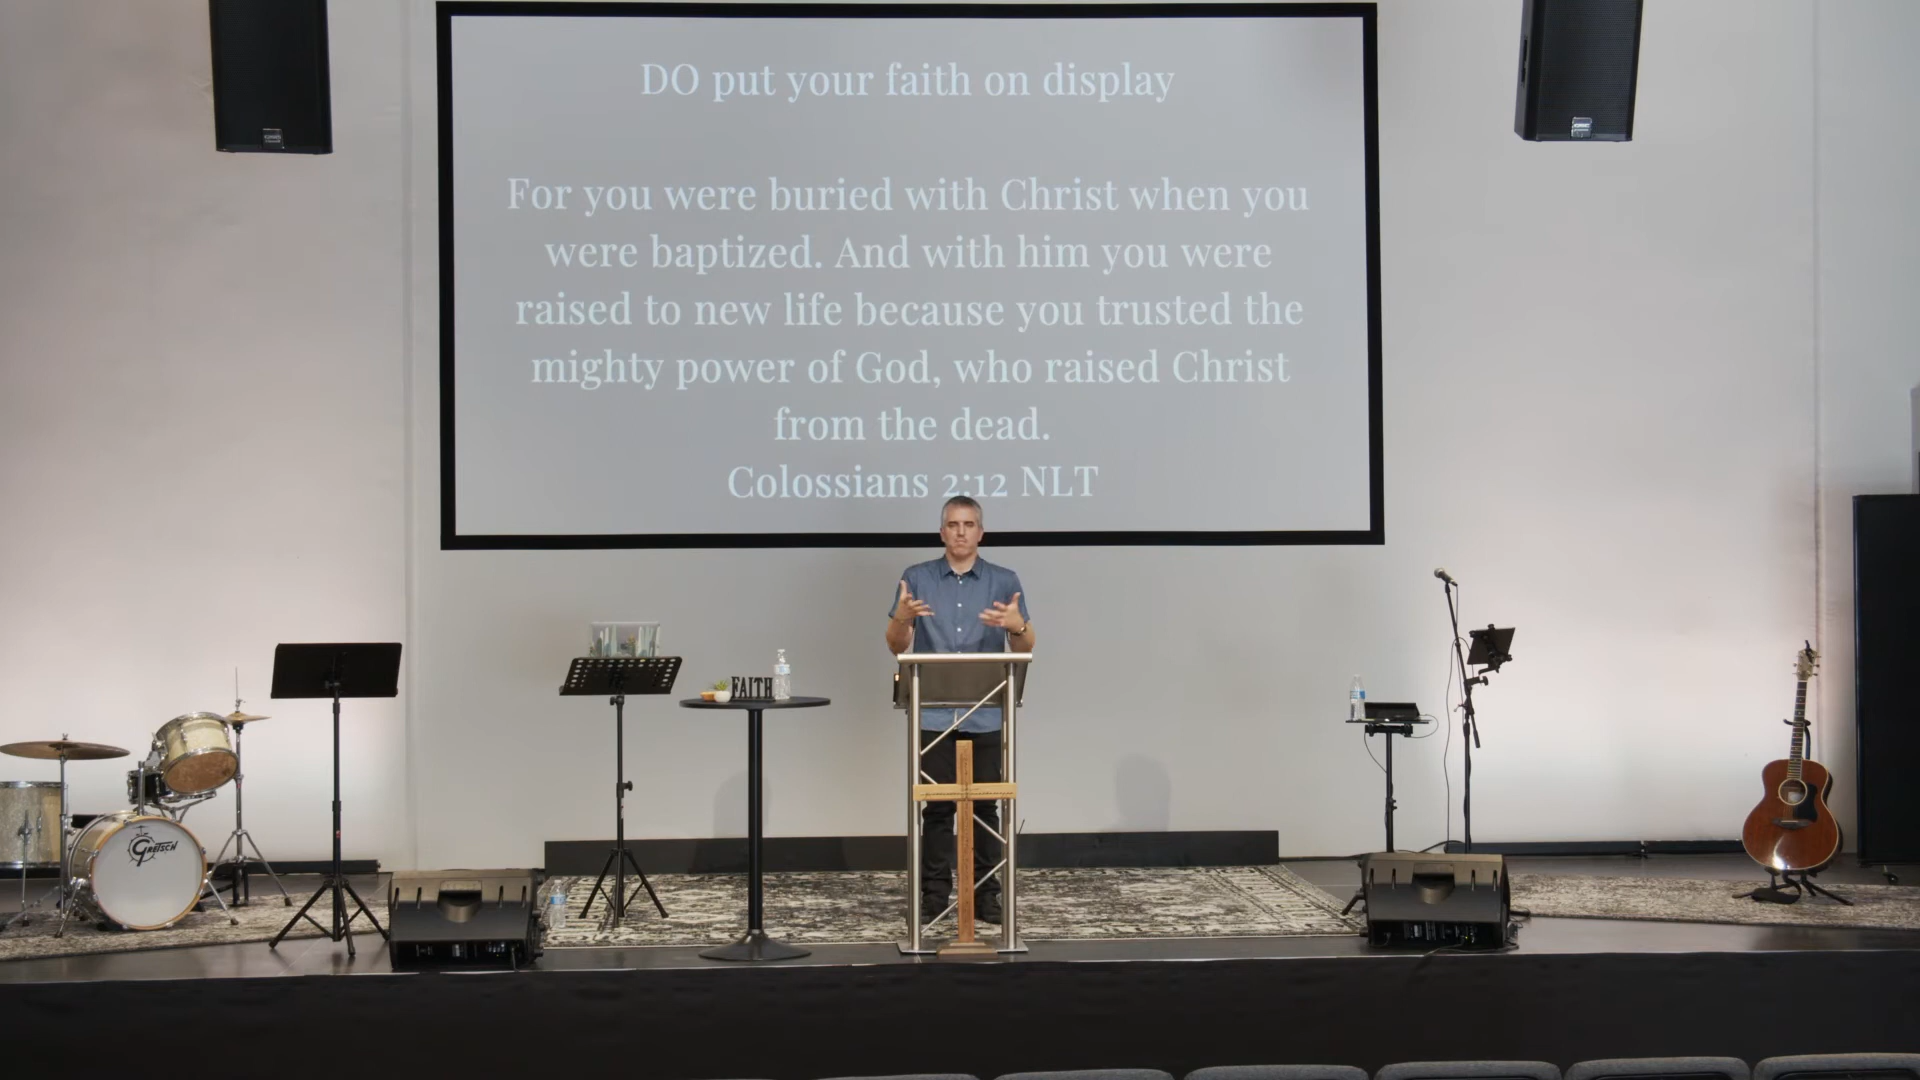 DO put your faith on display
For you were buried with Christ when you
were baptized. And with him you were
raised to new life because you trusted the
mighty power of God, who raised Christ
from the dead.
Colossians 2:12 NLT
FAITH
GRETSCH